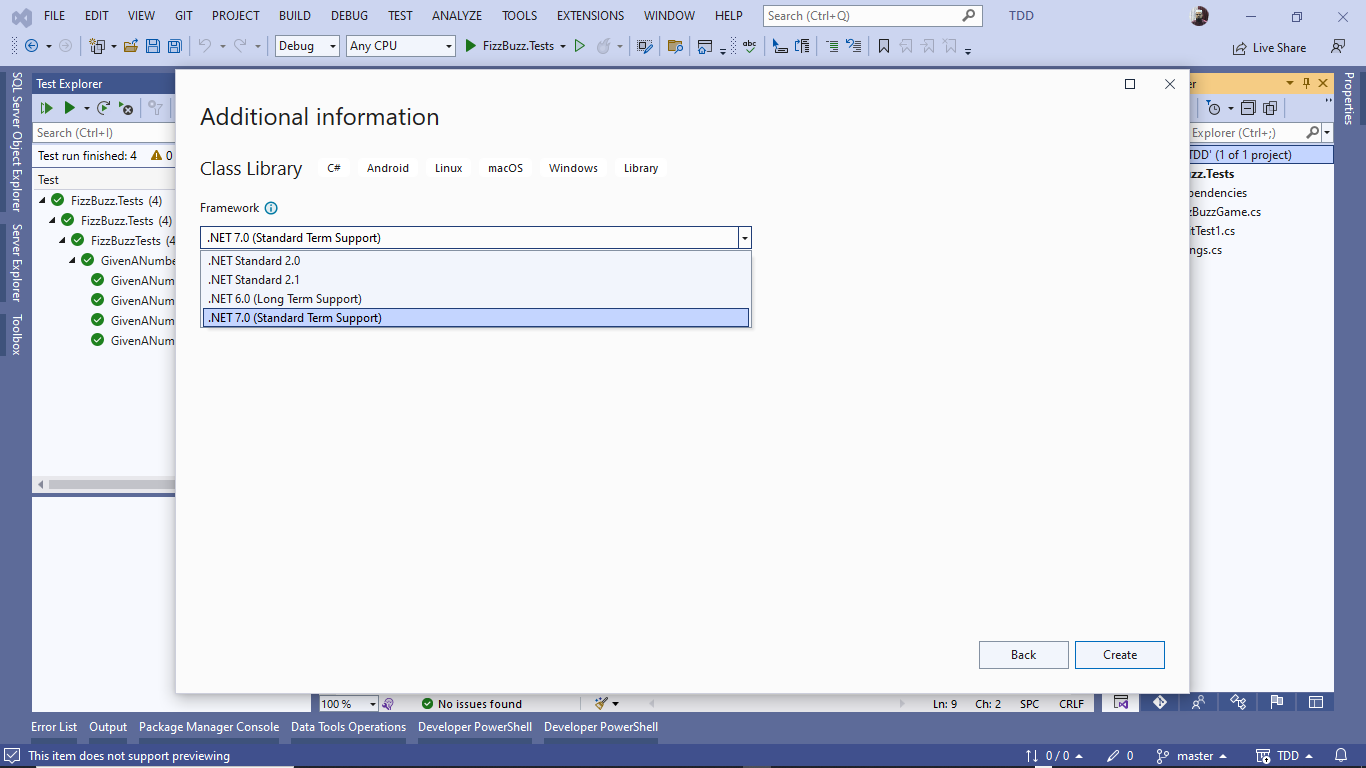 FILE EDIT VIEW GIT PROJECT BUILD DEBUG TEST ANALYZE TOOLS EXTENSIONS WINDOW HELP Search (Ctrl+Q) TDD
Debug Any CPU FizzBuzz.Tests Live Share
SQL Server Object Explorer
Server Explorer
Toolbox
Test Explorer
Search (Ctrl+I)
Test run finished: 4 0
Test
FizzBuzz.Tests (4)
FizzBuzz.Tests (4)
FizzBuzzTests (4
GivenANumbe
GivenANum
GivenANum
GivenANum
GivenANum
Additional information
Class Library C# Android Linux macOS Windows Library
Framework
.NET 7.0 (Standard Term Support)
.NET Standard 2.0
.NET Standard 2.1
.NET 6.0 (Long Term Support)
.NET 7.0 (Standard Term Support)
Back Create
er
Explorer (Ctrl+;)
TDD' (1 of 1 project)
zz.Tests
pendencies
zBuzzGame.cs
itTest1.cs
ngs.cs
Properties
100 % No issues found Ln: 9 Ch: 2 SPC CRLF
Error List Output Package Manager Console Data Tools Operations Developer PowerShell Developer PowerShell
This item does not support previewing 0 / 0 0 master TDD